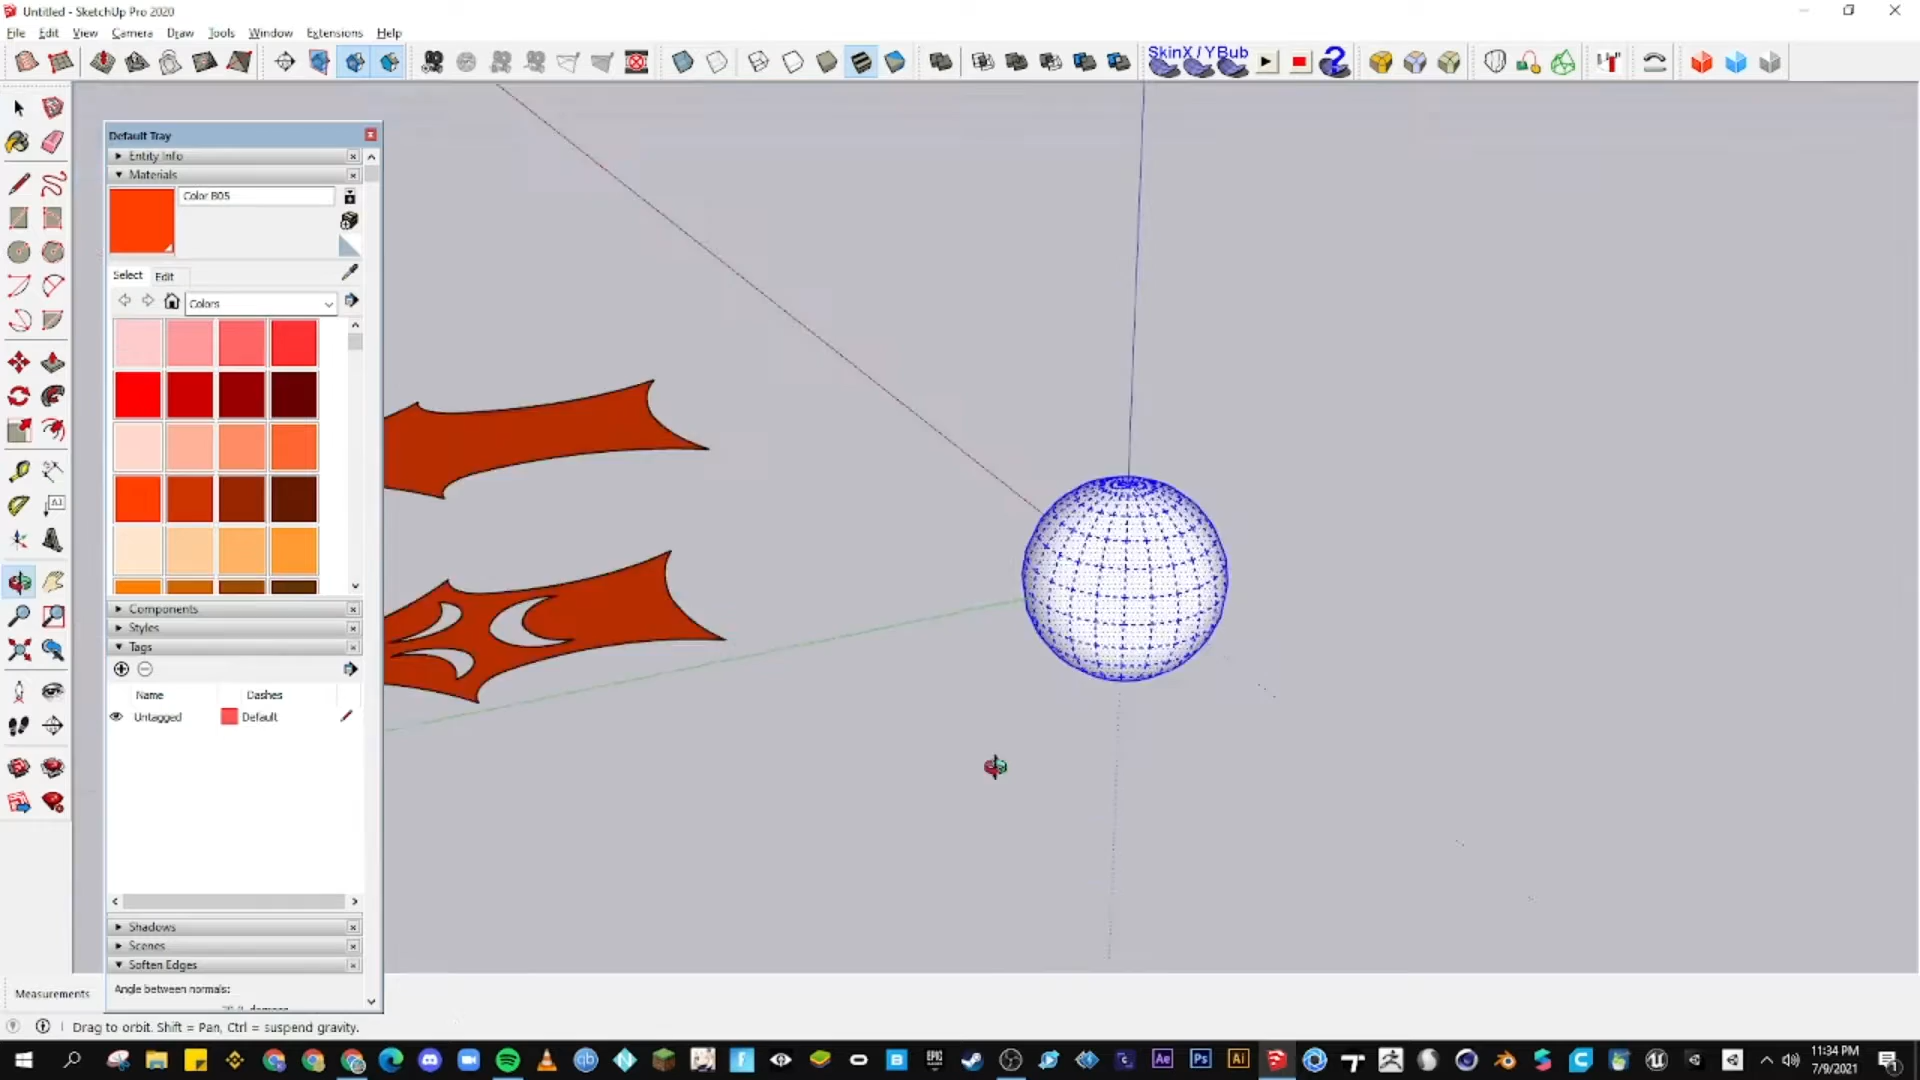 Untitled - SketchUp Pro 2020
File Edit View Camera Draw Tools Window Extensions Help
SkinX / YBub
Default Tray
Entity Info
Materials
Color B05
Select Edit
Colors
Components
Styles
Tags
Name Dashes
Untagged Default
Shadows
Scenes
Soften Edges
Angle between normals:
Measurements
Drag to orbit. Shift = Pan, Ctrl = suspend gravity.
11:34 PM
7/9/2021